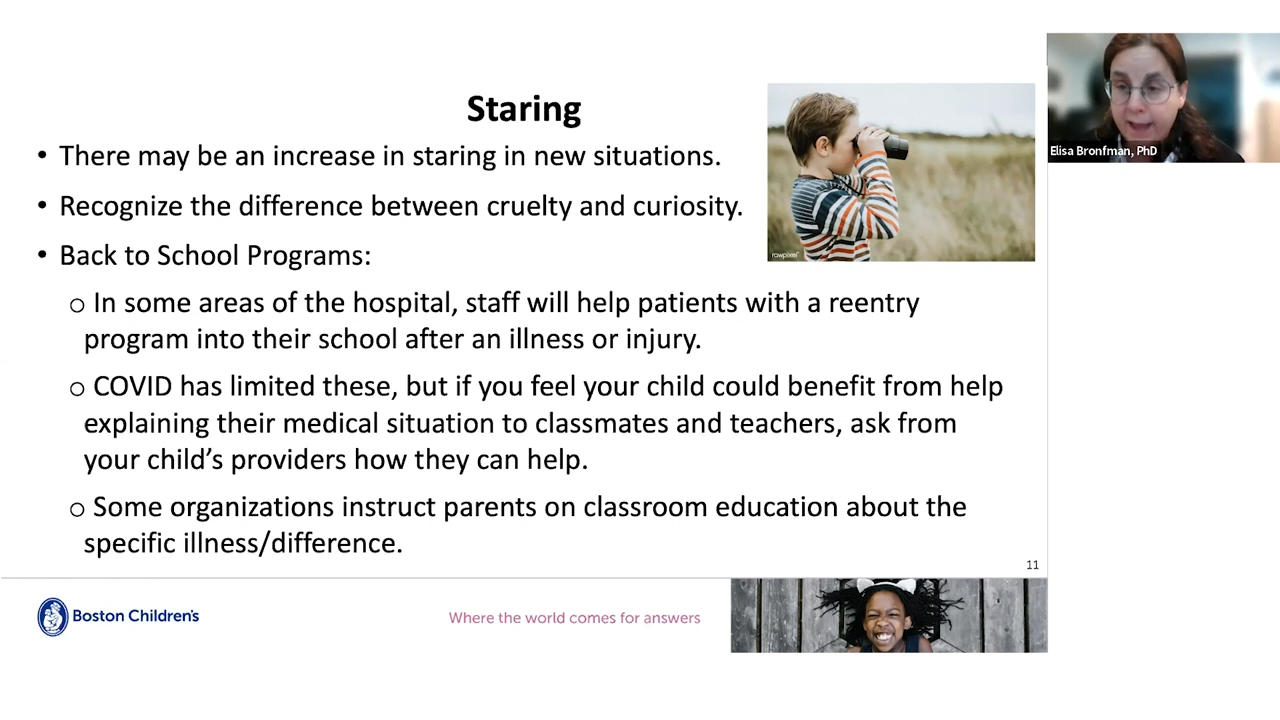 Staring
• There may be an increase in staring in new situations.
• Recognize the difference between cruelty and curiosity.
• Back to School Programs:
o In some areas of the hospital, staff will help patients with a reentry
program into their school after an illness or injury.
o COVID has limited these, but if you feel your child could benefit from help
explaining their medical situation to classmates and teachers, ask from
your child’s providers how they can help.
o Some organizations instruct parents on classroom education about the
specific illness/difference.
rawpixel
Elisa Bronfman, PhD
11
Boston Children's
Where the world comes for answers